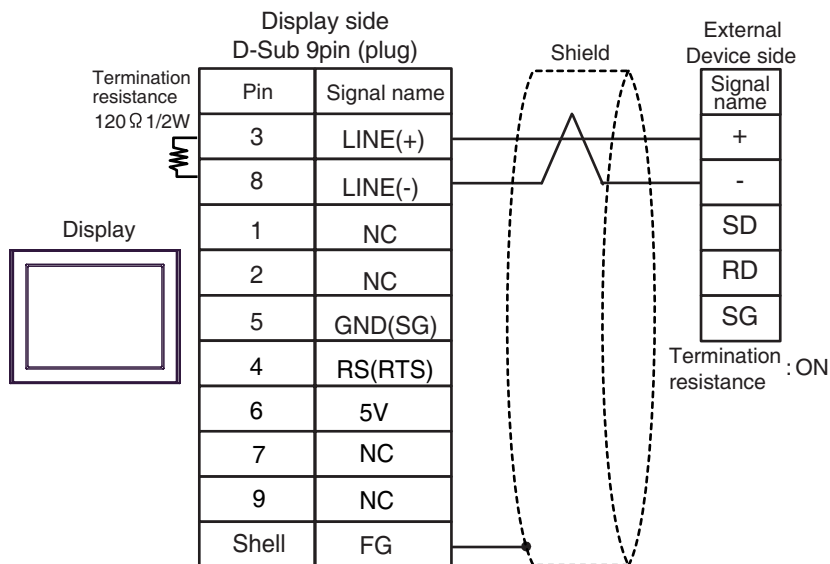 Display side
D-Sub 9pin (plug)
Shield
External
Device side
Termination
resistance
120Ω 1/2W
Pin Signal name
Signal
name
3 LINE(+) +
8 LINE(-) -
Display
1 NC SD
2 NC RD
5 GND(SG) SG
4 RS(RTS)
Termination
resistance : ON
6 5V
7 NC
9 NC
Shell FG